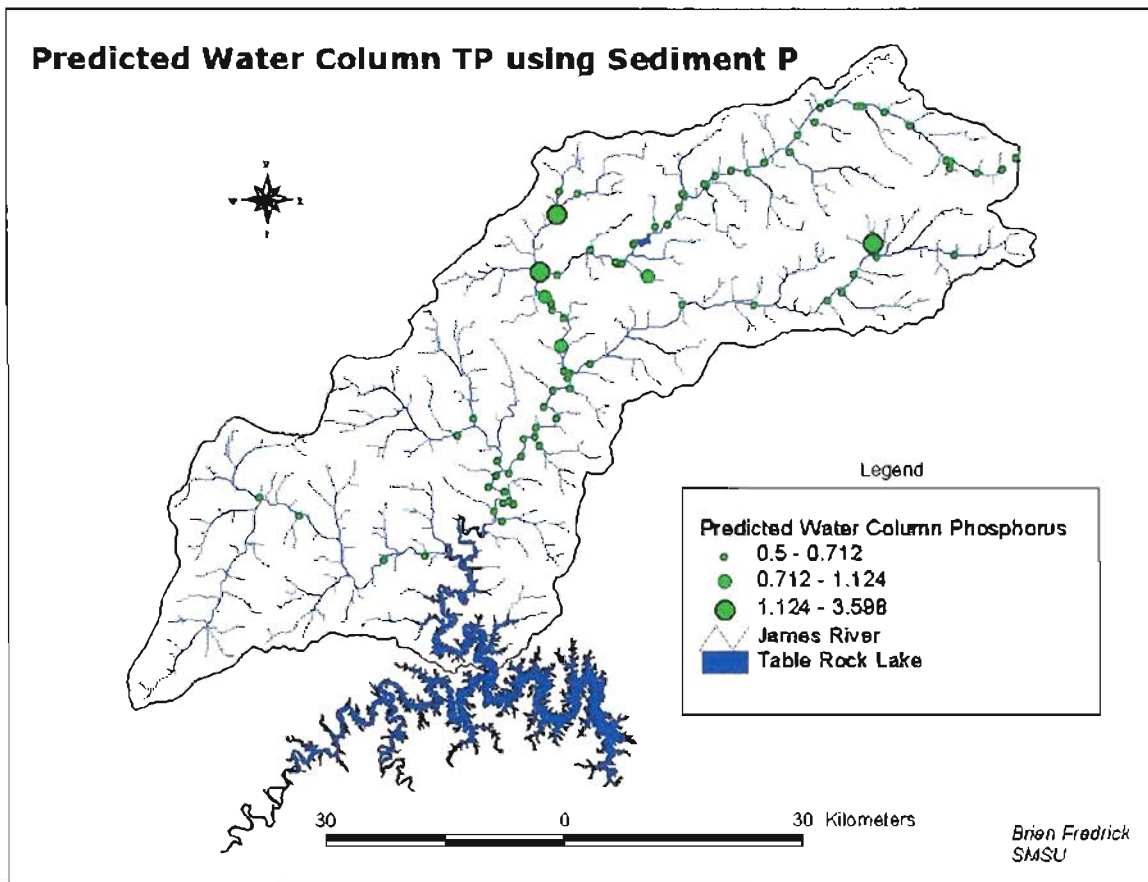 Predicted Water Column TP using Sediment P
Legend
Predicted Water Column Phosphorus
0.5 - 0.712
0.712 - 1.124
1.124 - 3.598
James River
Table Rock Lake
30 0 30 Kilometers
Brian Fredrick
SMSU